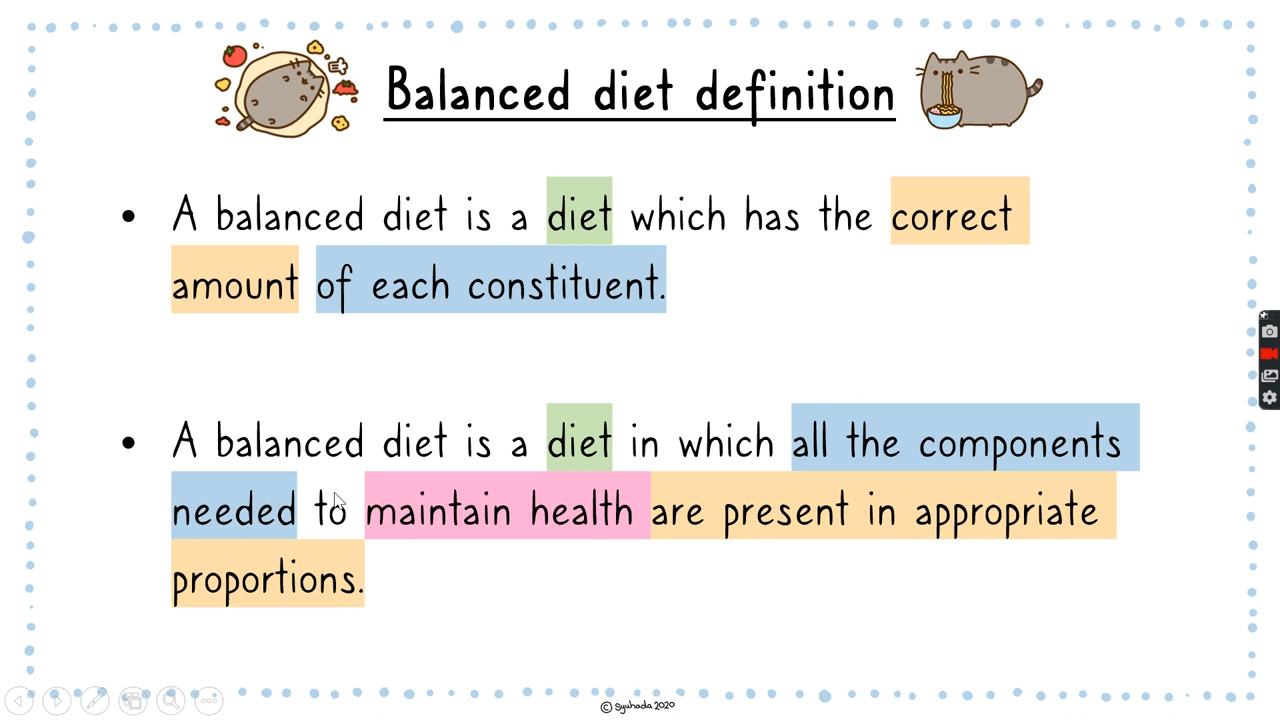 Balanced diet definition
• A balanced diet is a diet which has the correct
amount of each constituent.
• A balanced diet is a diet in which all the components
needed to maintain health are present in appropriate
proportions.
© Syuhada 2020